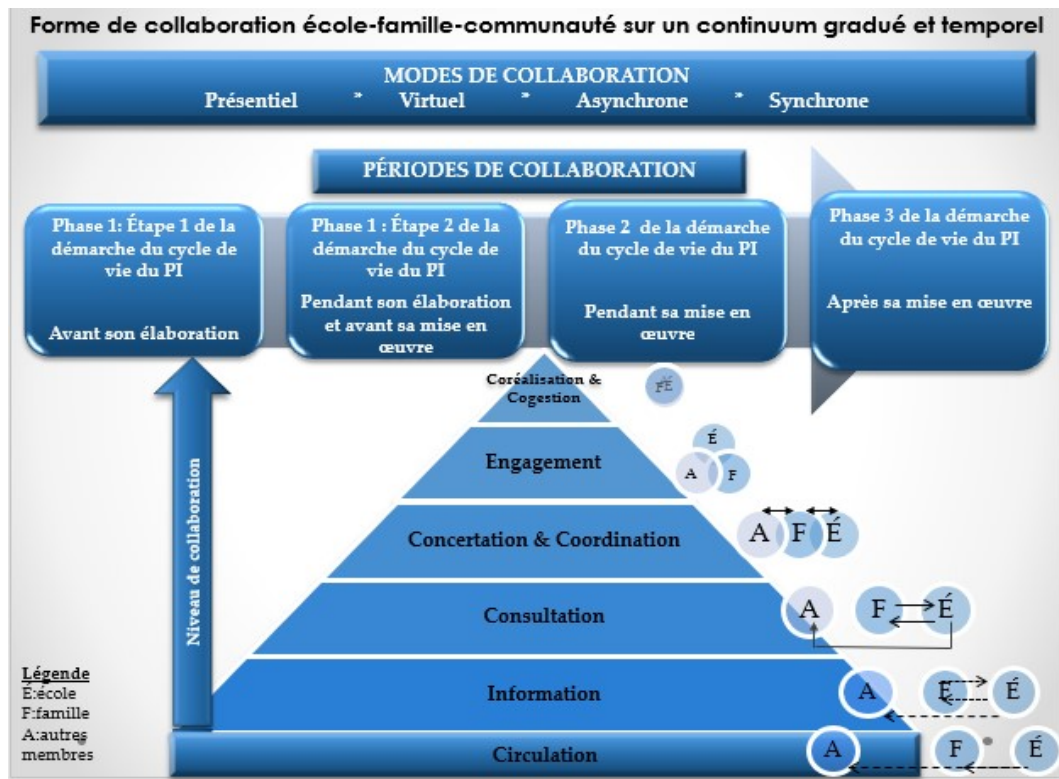 Forme de collaboration école-famille-communauté sur un continuum gradué et temporel
MODES DE COLLABORATION
Présentiel * Virtuel * Asynchrone * Synchrone
PÉRIODES DE COLLABORATION
Phase 1: Étape 1 de la
démarche du cycle de
vie du PI
Avant son élaboration
Phase 1 : Étape 2 de la
démarche du cycle de
vie du PI
Pendant son élaboration
et avant sa mise en
œuvre
Phase 2 de la démarche
du cycle de vie du PI
Pendant sa mise en
œuvre
Phase 3 de la démarche
du cycle de vie du PI
Après sa mise en œuvre
Niveau de collaboration
Coréalisation &
Cogestion
Engagement
É
A F
Concertation & Coordination
A F É
Consultation
A F É
Information
A É
Circulation
A F É
Légende
É:école
F:famille
A:autres
membres